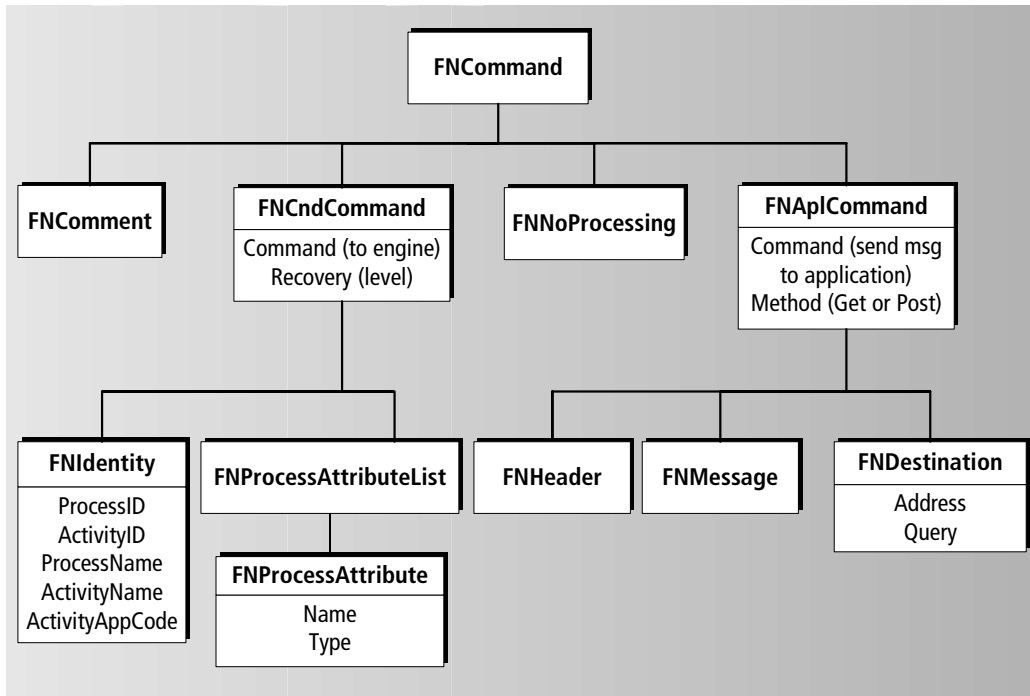 FNCommand
FNComment
FNCndCommand
Command (to engine)
Recovery (level)
FNNoProcessing
FNAplCommand
Command (send msg
to application)
Method (Get or Post)
FNIdentity
ProcessID
ActivityID
ProcessName
ActivityName
ActivityAppCode
FNProcessAttributeList
FNProcessAttribute
Name
Type
FNHeader
FNMessage
FNDestination
Address
Query